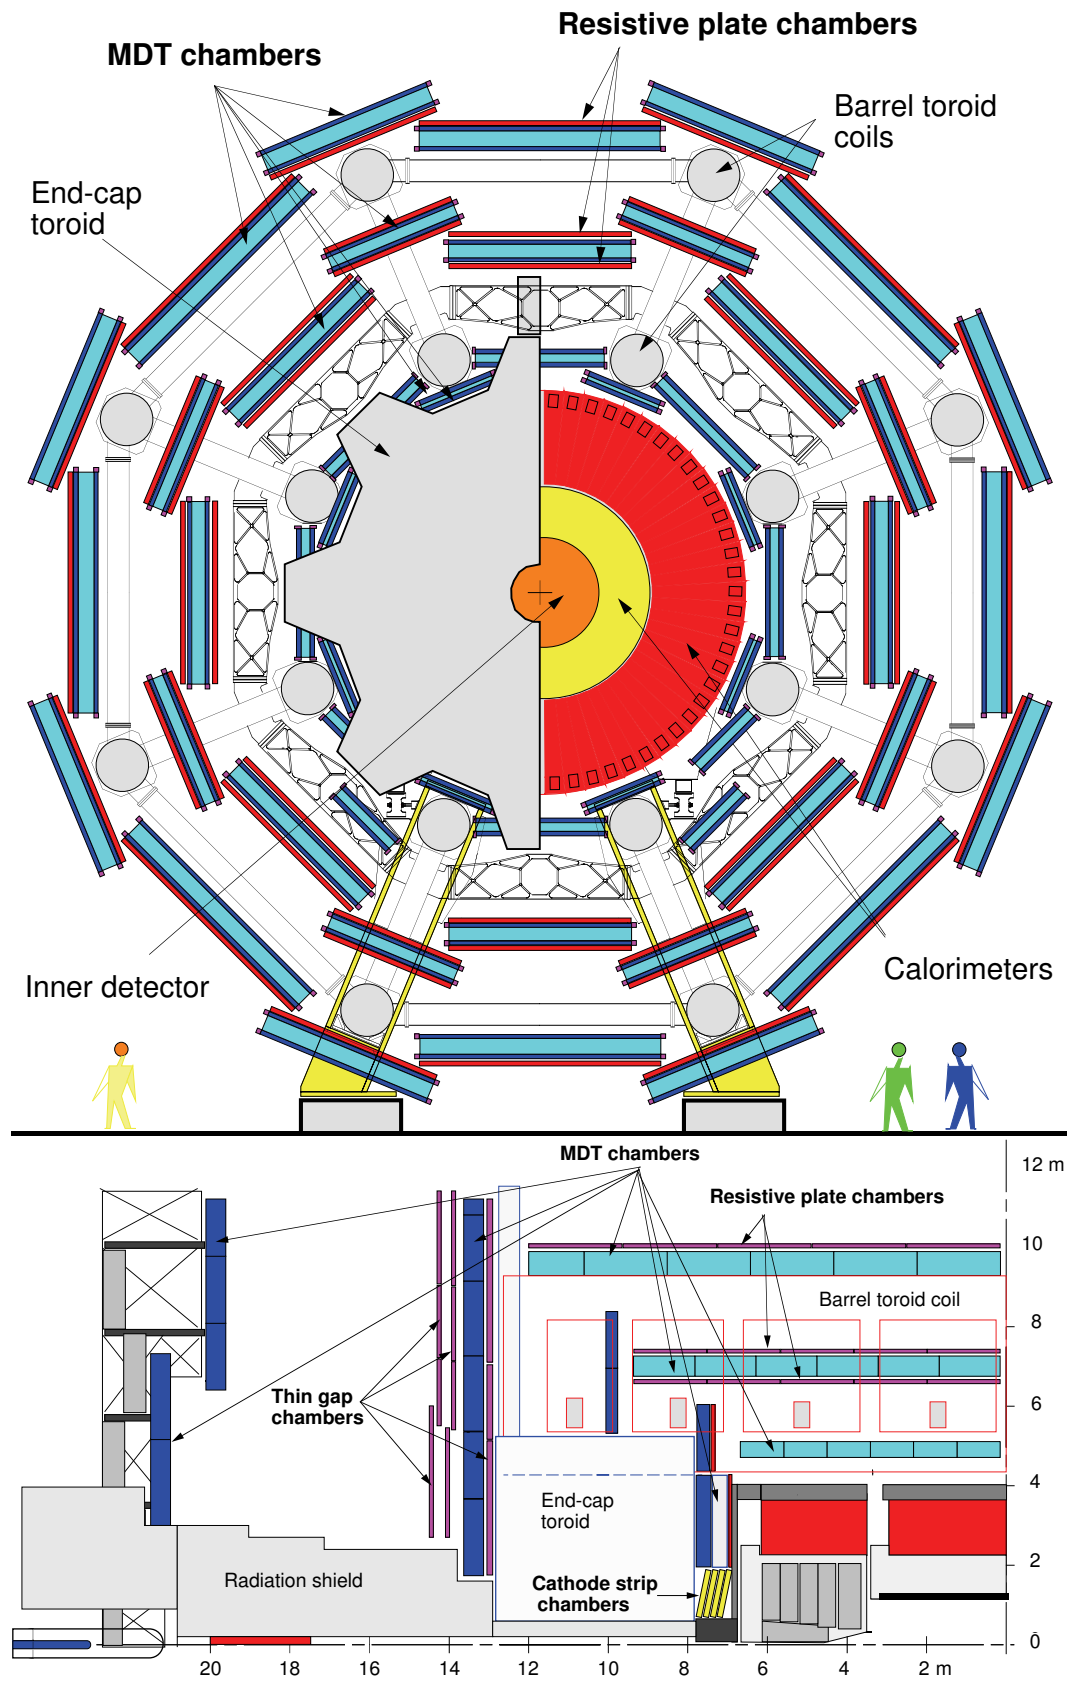 Resistive plate chambers
MDT chambers
Barrel toroid
coils
End-cap
toroid
Inner detector
Calorimeters
MDT chambers
12 m
Resistive plate chambers
10
Barrel toroid coil
8
Thin gap
chambers
6
4
End-cap
toroid
2
Radiation shield
Cathode strip
chambers
0
20 18 16 14 12 10 8 6 4 2 m